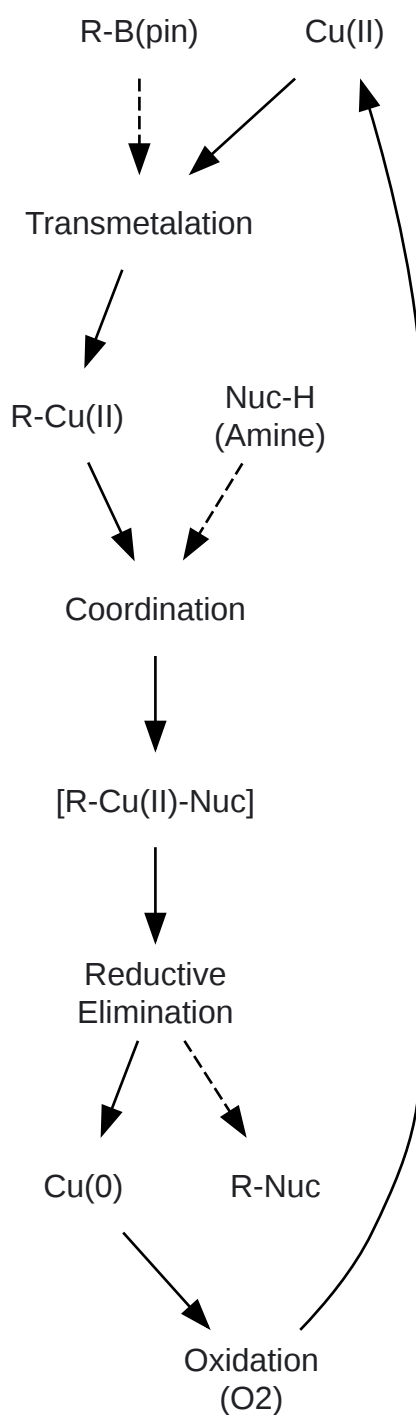 R-B(pin)
Cu(II)
Transmetalation
R-Cu(II)
Nuc-H
(Amine)
Coordination
[R-Cu(II)-Nuc]
Reductive
Elimination
Cu(0)
R-Nuc
Oxidation
(O2)